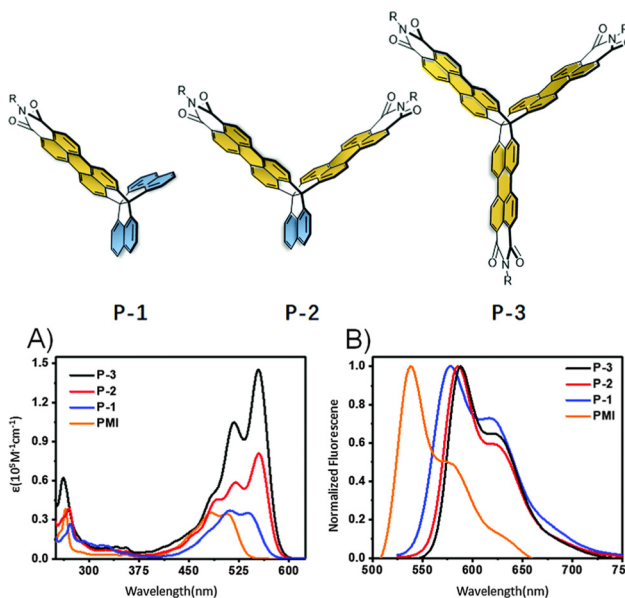 R
N
O
O
R
N
O
O
R
N
O
O
R
N
O
O
R
N
O
O
O
O
N
R
P-1 P-2 P-3
A) B)
1.5
1.2
0.9
0.6
0.3
0.0
ε(10⁵M⁻¹cm⁻¹)
P-3
P-2
P-1
PMI
300 375 450 525 600
Wavelength(nm)
1.0
0.8
0.6
0.4
0.2
0.0
Normalized Fluorescene
P-3
P-2
P-1
PMI
500 550 600 650 700 75
Wavelength(nm)